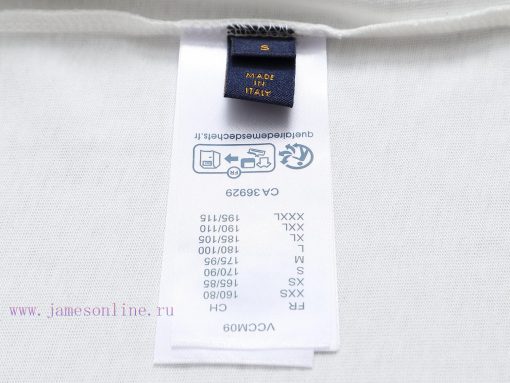 S
MADE
IN
ITALY
VCCM09
FR CH
XXS 160/80
XS 165/85
S 170/90
M 175/95
L 180/100
XL 185/105
XXL 190/110
XXXL 195/115
CA 36929
FR
quefairedemesdechets.fr
www.jamesonline.ru